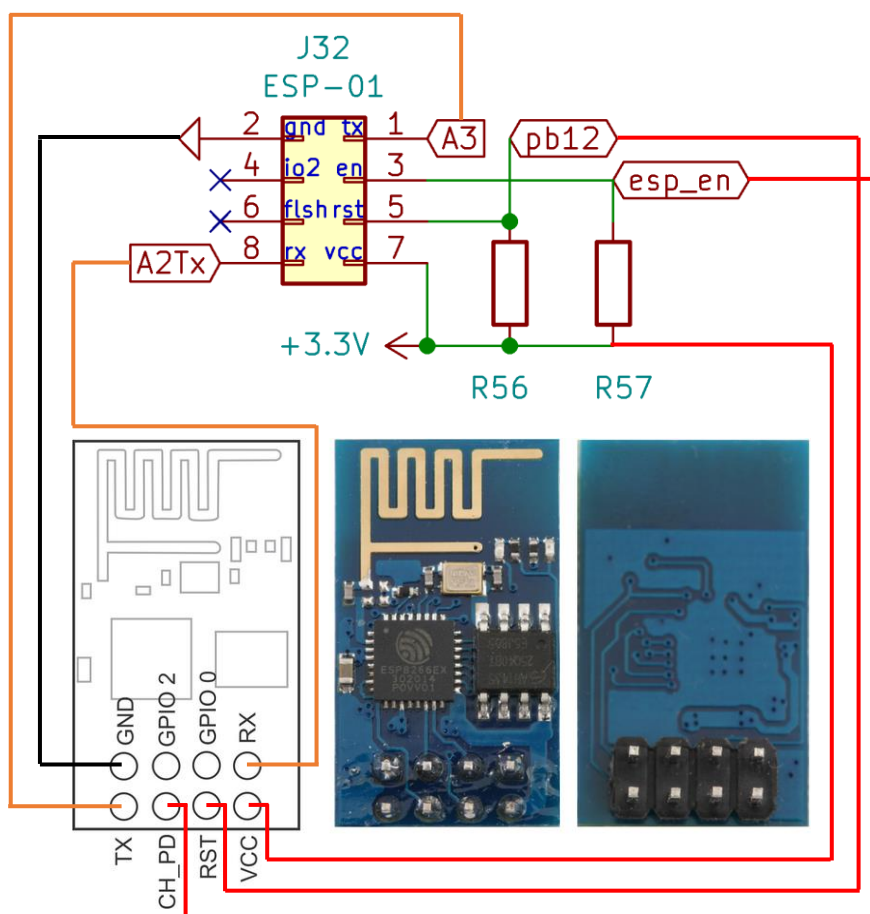 J32
ESP-01
2 gnd tx 1
A3
pb12
4 io2 en 3
esp_en
6 flsh rst 5
A2Tx
8 rx vcc 7
+3.3V
R56
R57
GND
GPIO 2
GPIO 0
RX
TX
CH_PD
RST
VCC
ESP8266EX